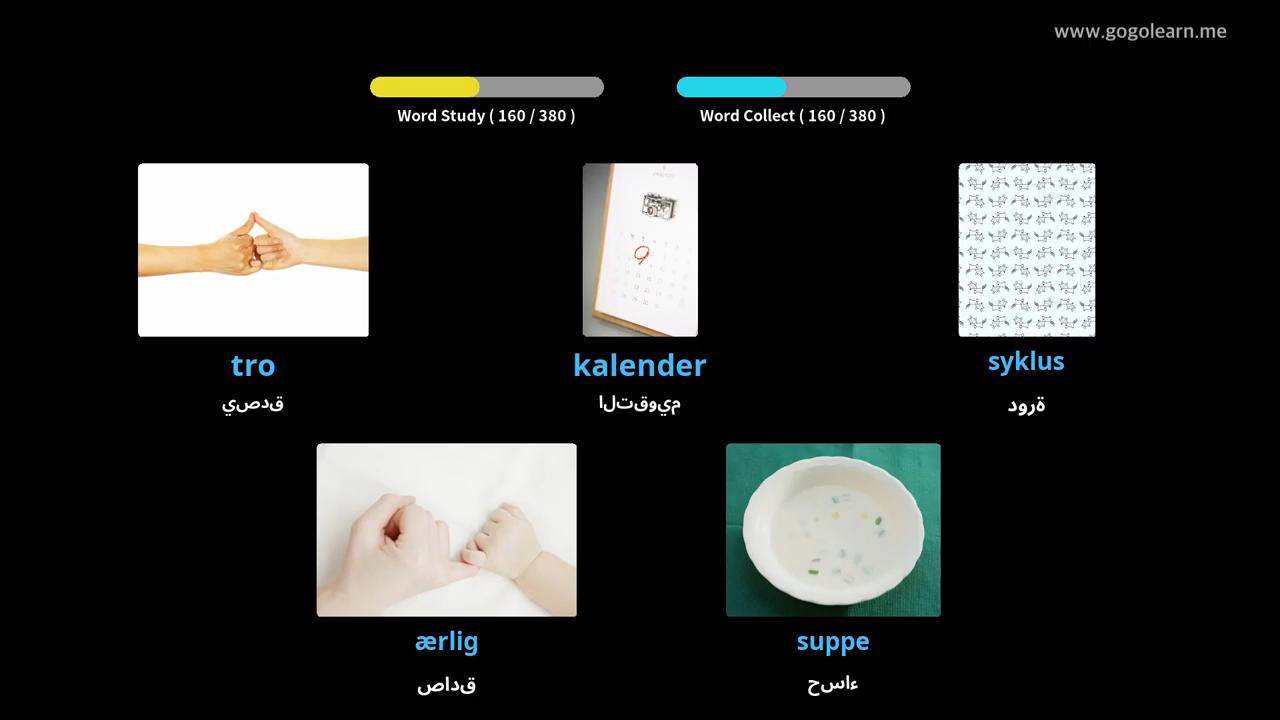 www.gogolearn.me
Word Study ( 160 / 380 )
Word Collect ( 160 / 380 )
tro
قدصي
kalender
ميوقتلا
syklus
ةرود
ærlig
قداص
suppe
ءاسح